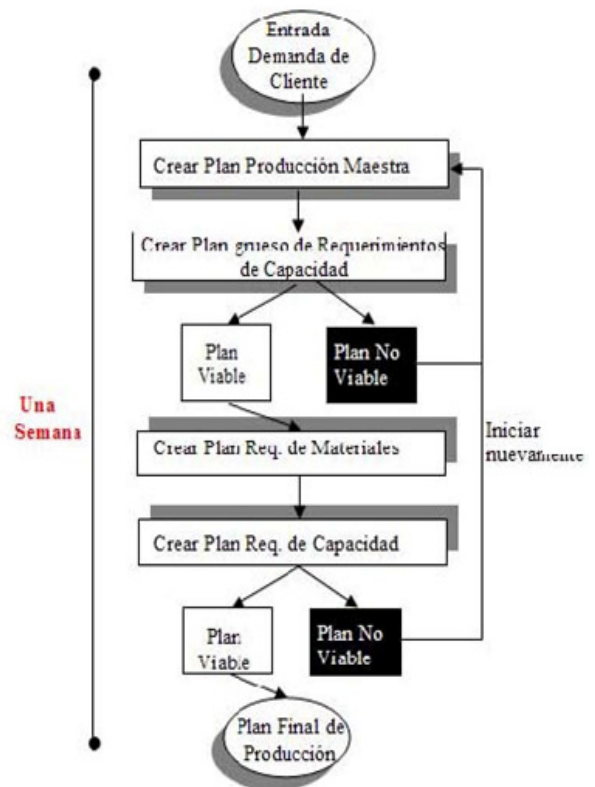 Entrada
Demanda de
Cliente
Crear Plan Producción Maestra
Crear Plan grueso de Requerimientos
de Capacidad
Plan
Viable
Plan No
Viable
Una
Semana
Iniciar
nuevamente
Crear Plan Req. de Materiales
Crear Plan Req. de Capacidad
Plan
Viable
Plan No
Viable
Plan Final de
Producción